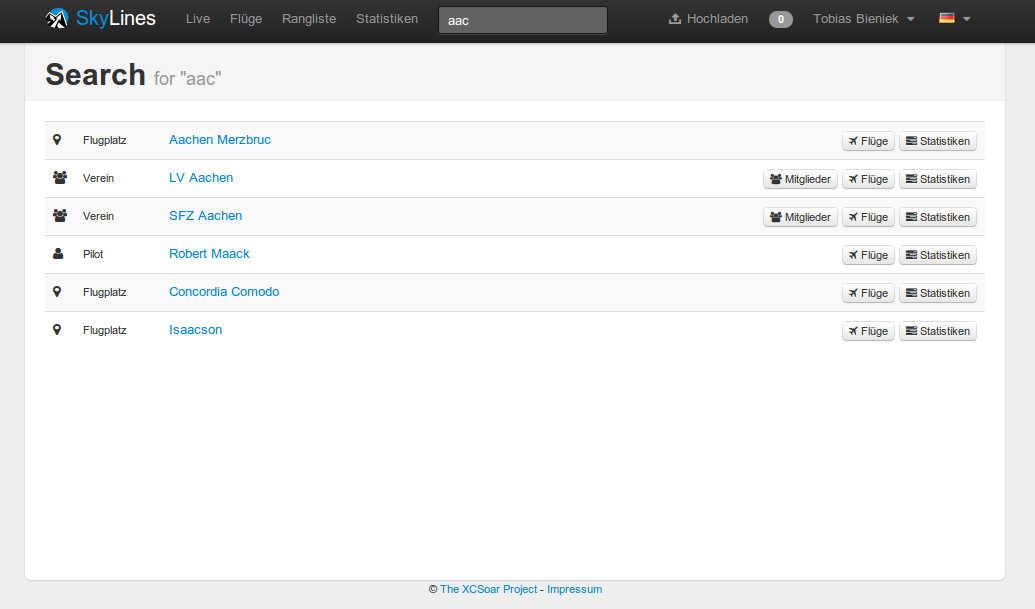 SkyLines Live Flüge Rangliste Statistiken aac Hochladen 0 Tobias Bieniek
Search for "aac"
Flugplatz Aachen Merzbruc Flüge Statistiken
Verein LV Aachen Mitglieder Flüge Statistiken
Verein SFZ Aachen Mitglieder Flüge Statistiken
Pilot Robert Maack Flüge Statistiken
Flugplatz Concordia Comodo Flüge Statistiken
Flugplatz Isaacson Flüge Statistiken
© The XCSoar Project - Impressum